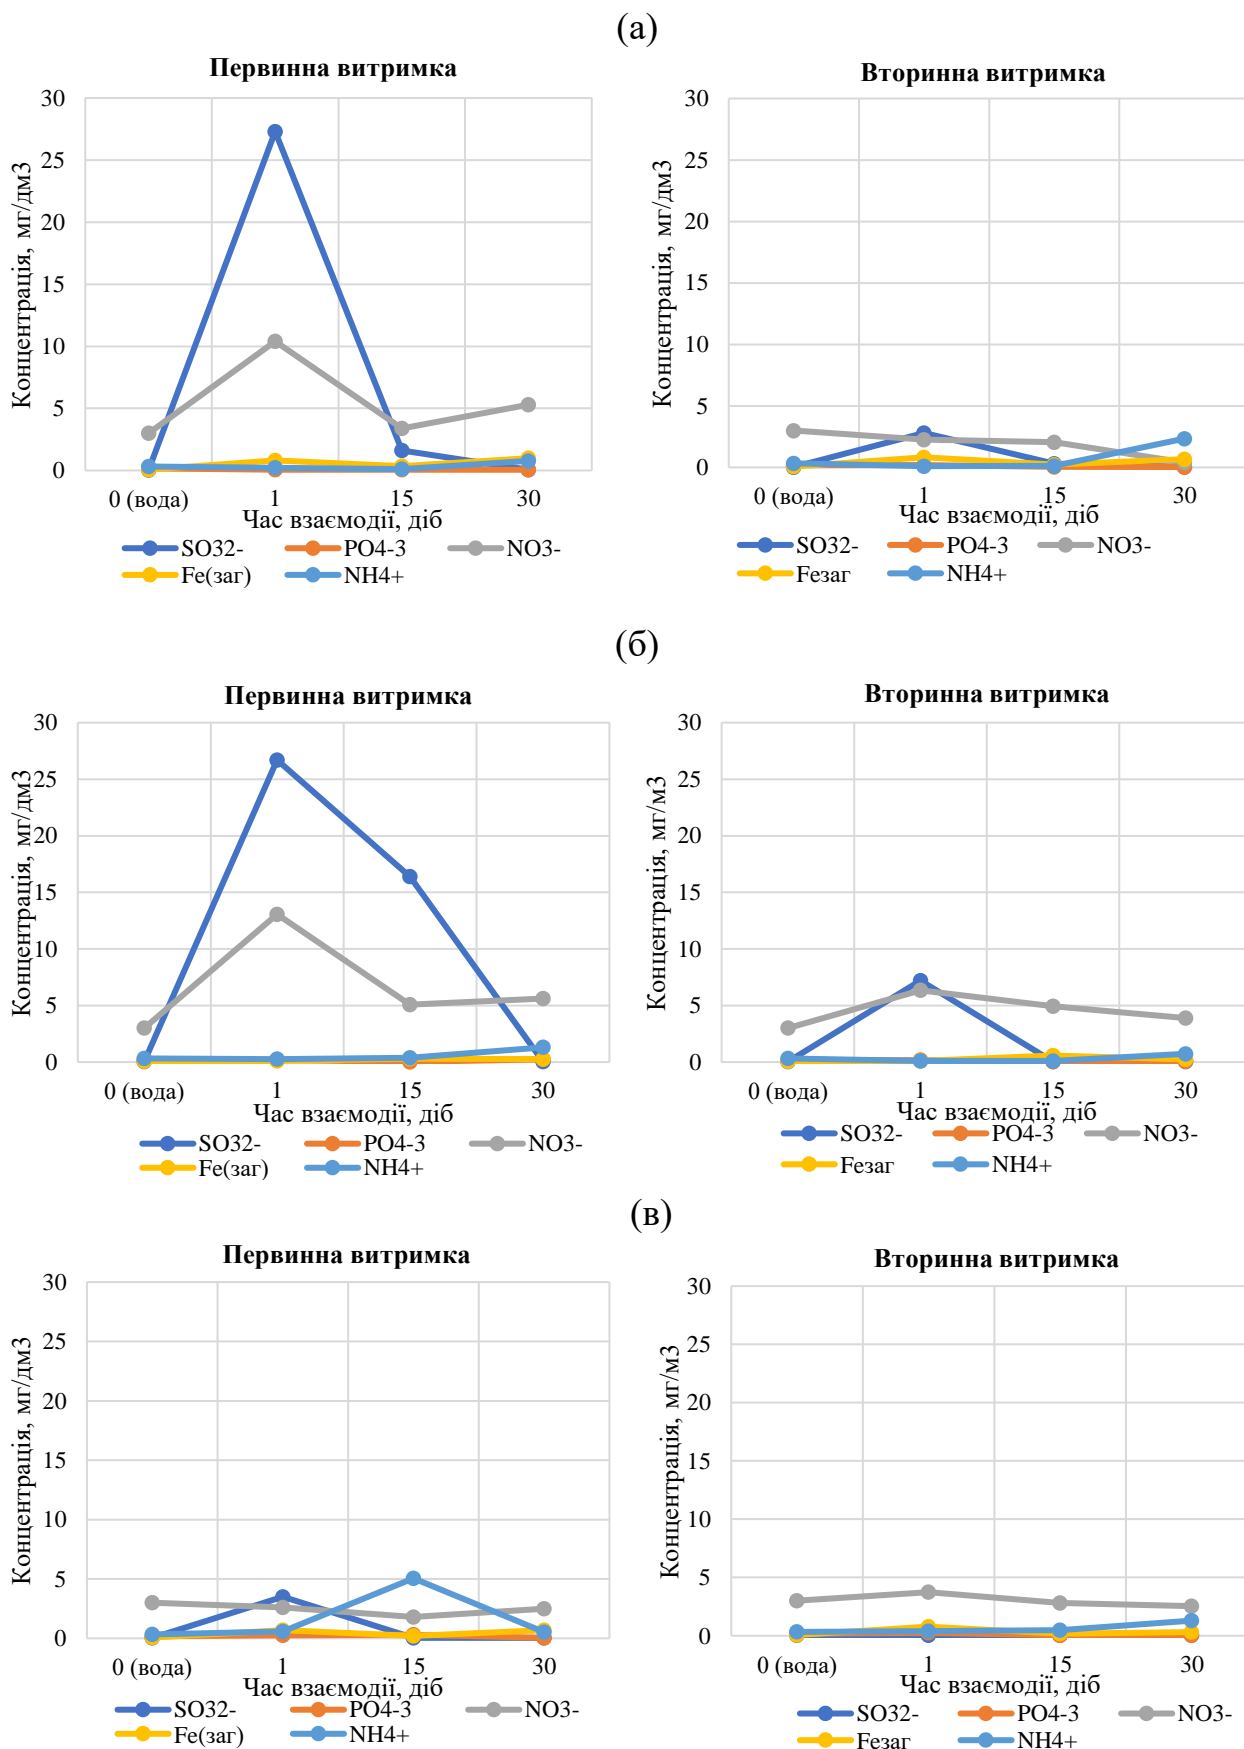 (а)
Первинна витримка
30
25
20
15
10
5
0
Концентрація, мг/дм3
0 (вода) 1 15 30
Час взаємодії, діб
SO32- PO4-3 NO3-
Fe(заг) NH4+
Вторинна витримка
30
25
20
15
10
5
0
Концентрація, мг/дм3
0 (вода) 1 15 30
Час взаємодії, діб
SO32- PO4-3 NO3-
Feзаг NH4+
(б)
Первинна витримка
30
25
20
15
10
5
0
Концентрація, мг/дм3
0 (вода) 1 15 30
Час взаємодії, діб
SO32- PO4-3 NO3-
Fe(заг) NH4+
Вторинна витримка
30
25
20
15
10
5
0
Концентрація, мг/м3
0 (вода) 1 15 30
Час взаємодії, діб
SO32- PO4-3 NO3-
Feзаг NH4+
(в)
Первинна витримка
30
25
20
15
10
5
0
Концентрація, мг/дм3
0 (вода) 1 15 30
Час взаємодії, діб
SO32- PO4-3 NO3-
Fe(заг) NH4+
Вторинна витримка
30
25
20
15
10
5
0
Концентрація, мг/м3
0 (вода) 1 15 30
Час взаємодії, діб
SO32- PO4-3 NO3-
Feзаг NH4+